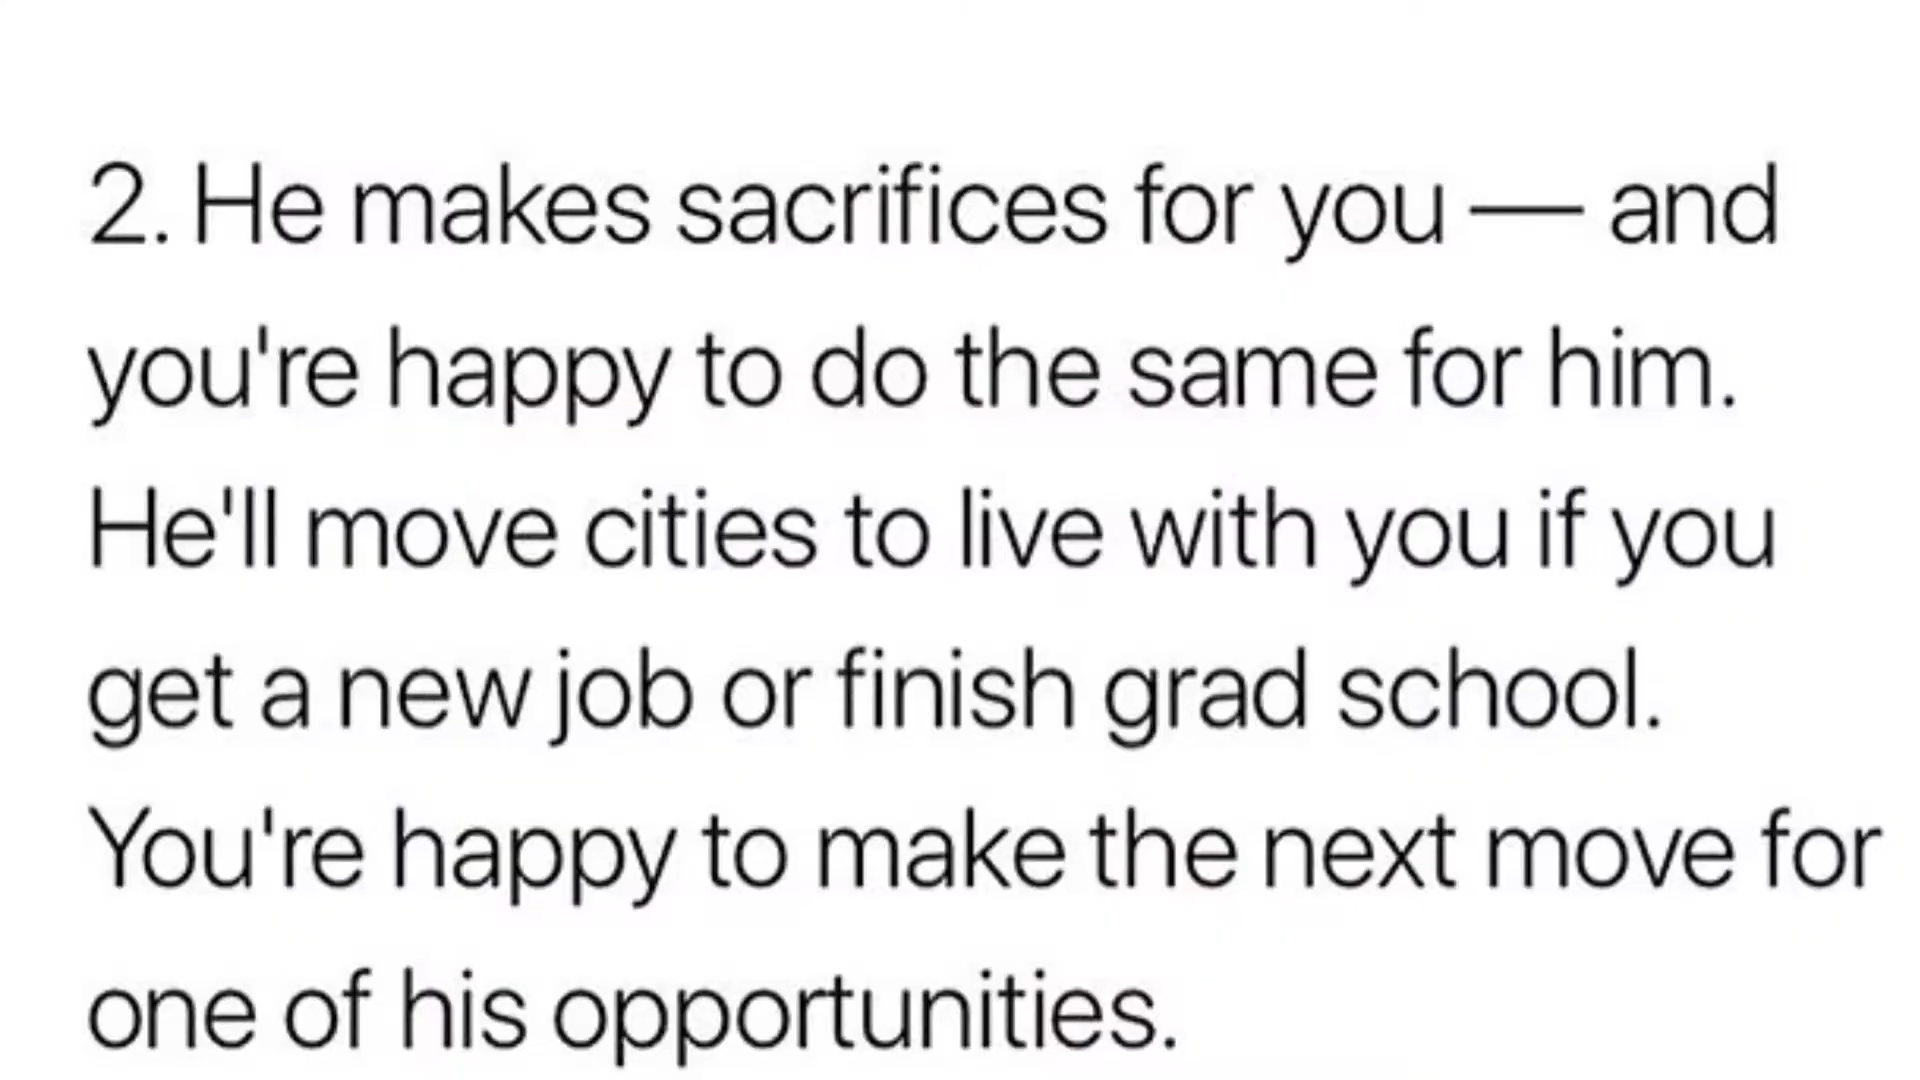 2. He makes sacrifices for you — and
you're happy to do the same for him.
He'll move cities to live with you if you
get a new job or finish grad school.
You're happy to make the next move for
one of his opportunities.